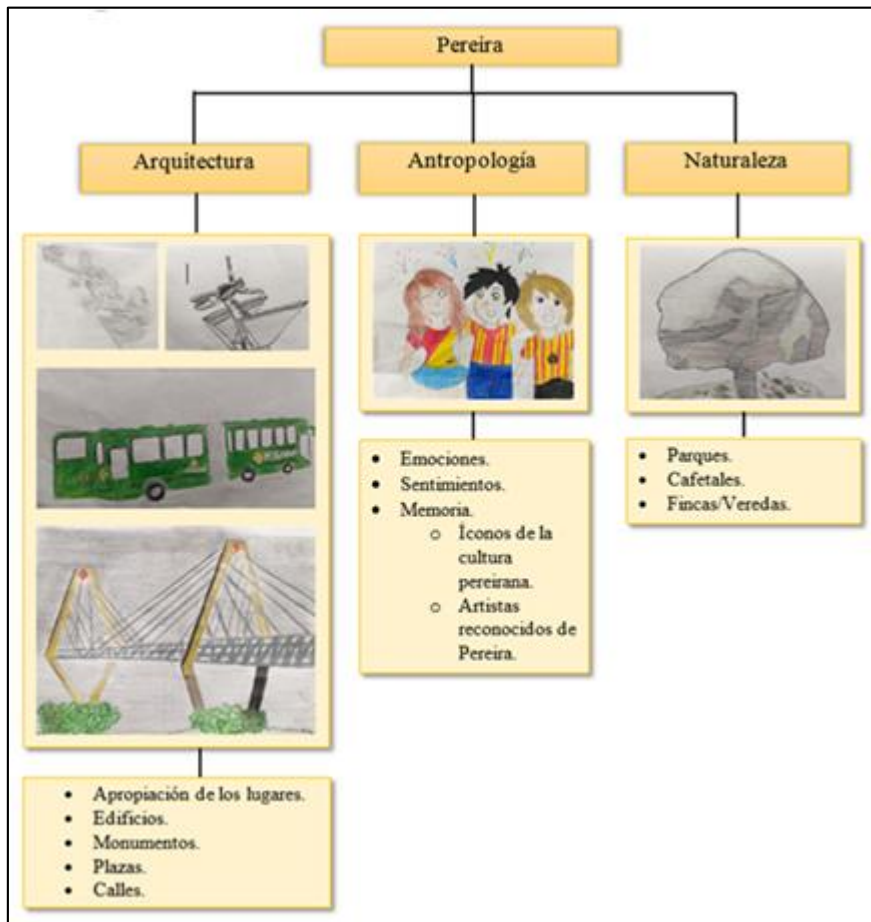 Pereira
Arquitectura
Antropología
Naturaleza
• Emociones.
• Sentimientos.
• Memoria.
o Íconos de la
cultura
pereirana.
o Artistas
reconocidos de
Pereira.
• Parques.
• Cafetales.
• Fincas/Veredas.
• Apropiación de los lugares.
• Edificios.
• Monumentos.
• Plazas.
• Calles.